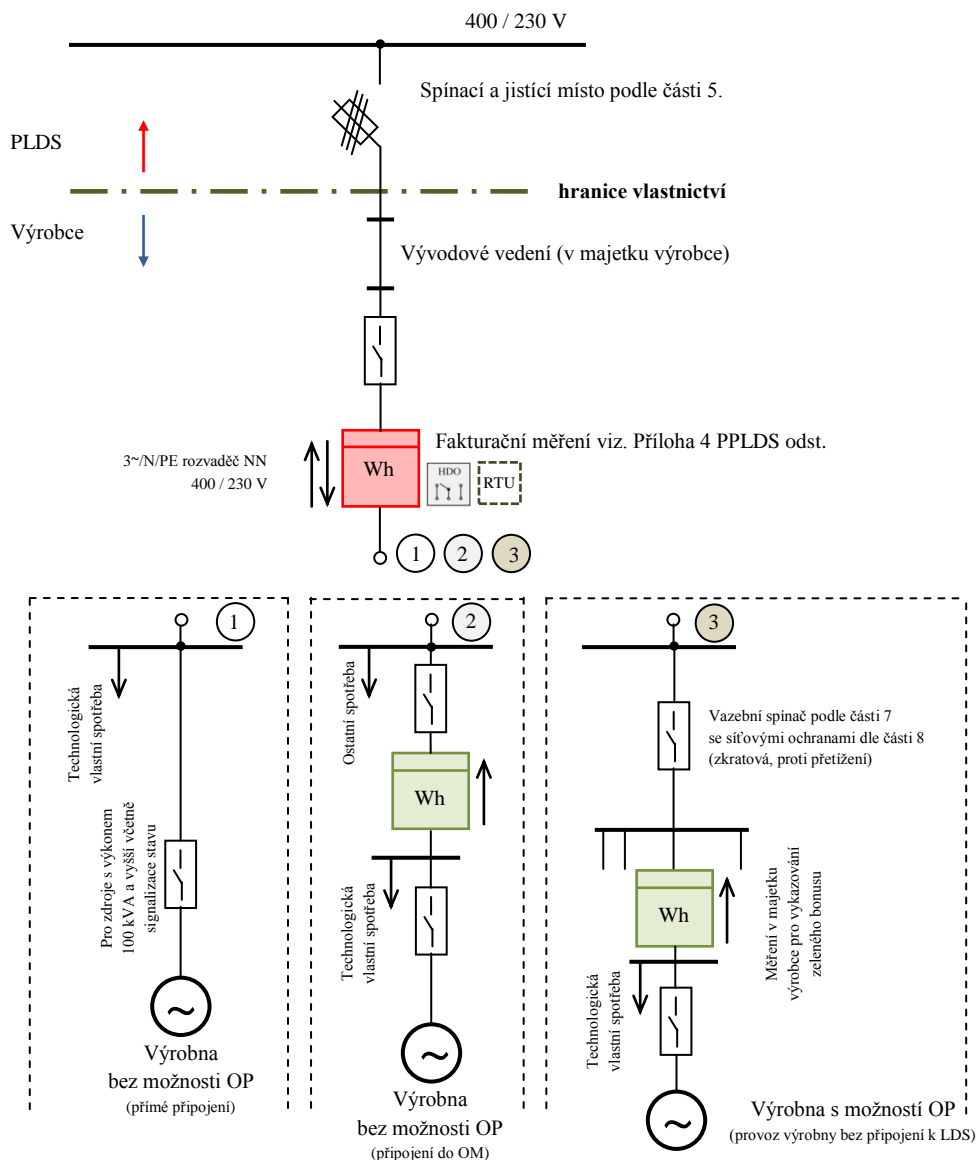 400 / 230 V
Spínací a jistící místo podle části 5.
PLDS
hranice vlastnictví
Výrobce
Vývodové vedení (v majetku výrobce)
Fakturační měření viz. Příloha 4 PPLDS odst.
3~/N/PE rozvaděč NN
400 / 230 V
Wh
HDO
RTU
1
2
3
1
Technologická
vlastní spotřeba
Pro zdroje s výkonem
100 kVA a vyšší včetně
signalizace stavu
~
Výrobna
bez možnosti OP
(přímé připojení)
2
Ostatní spotřeba
Wh
Technologická
vlastní spotřeba
~
Výrobna
bez možnosti OP
(připojení do OM)
3
Vazební spínač podle části 7
se síťovými ochranami dle části 8
(zkratová, proti přetížení)
Wh
Měření v majetku
výrobce pro vykazování
zeleného bonusu
Technologická
vlastní spotřeba
~
Výrobna s možností OP
(provoz výrobny bez připojení k LDS)